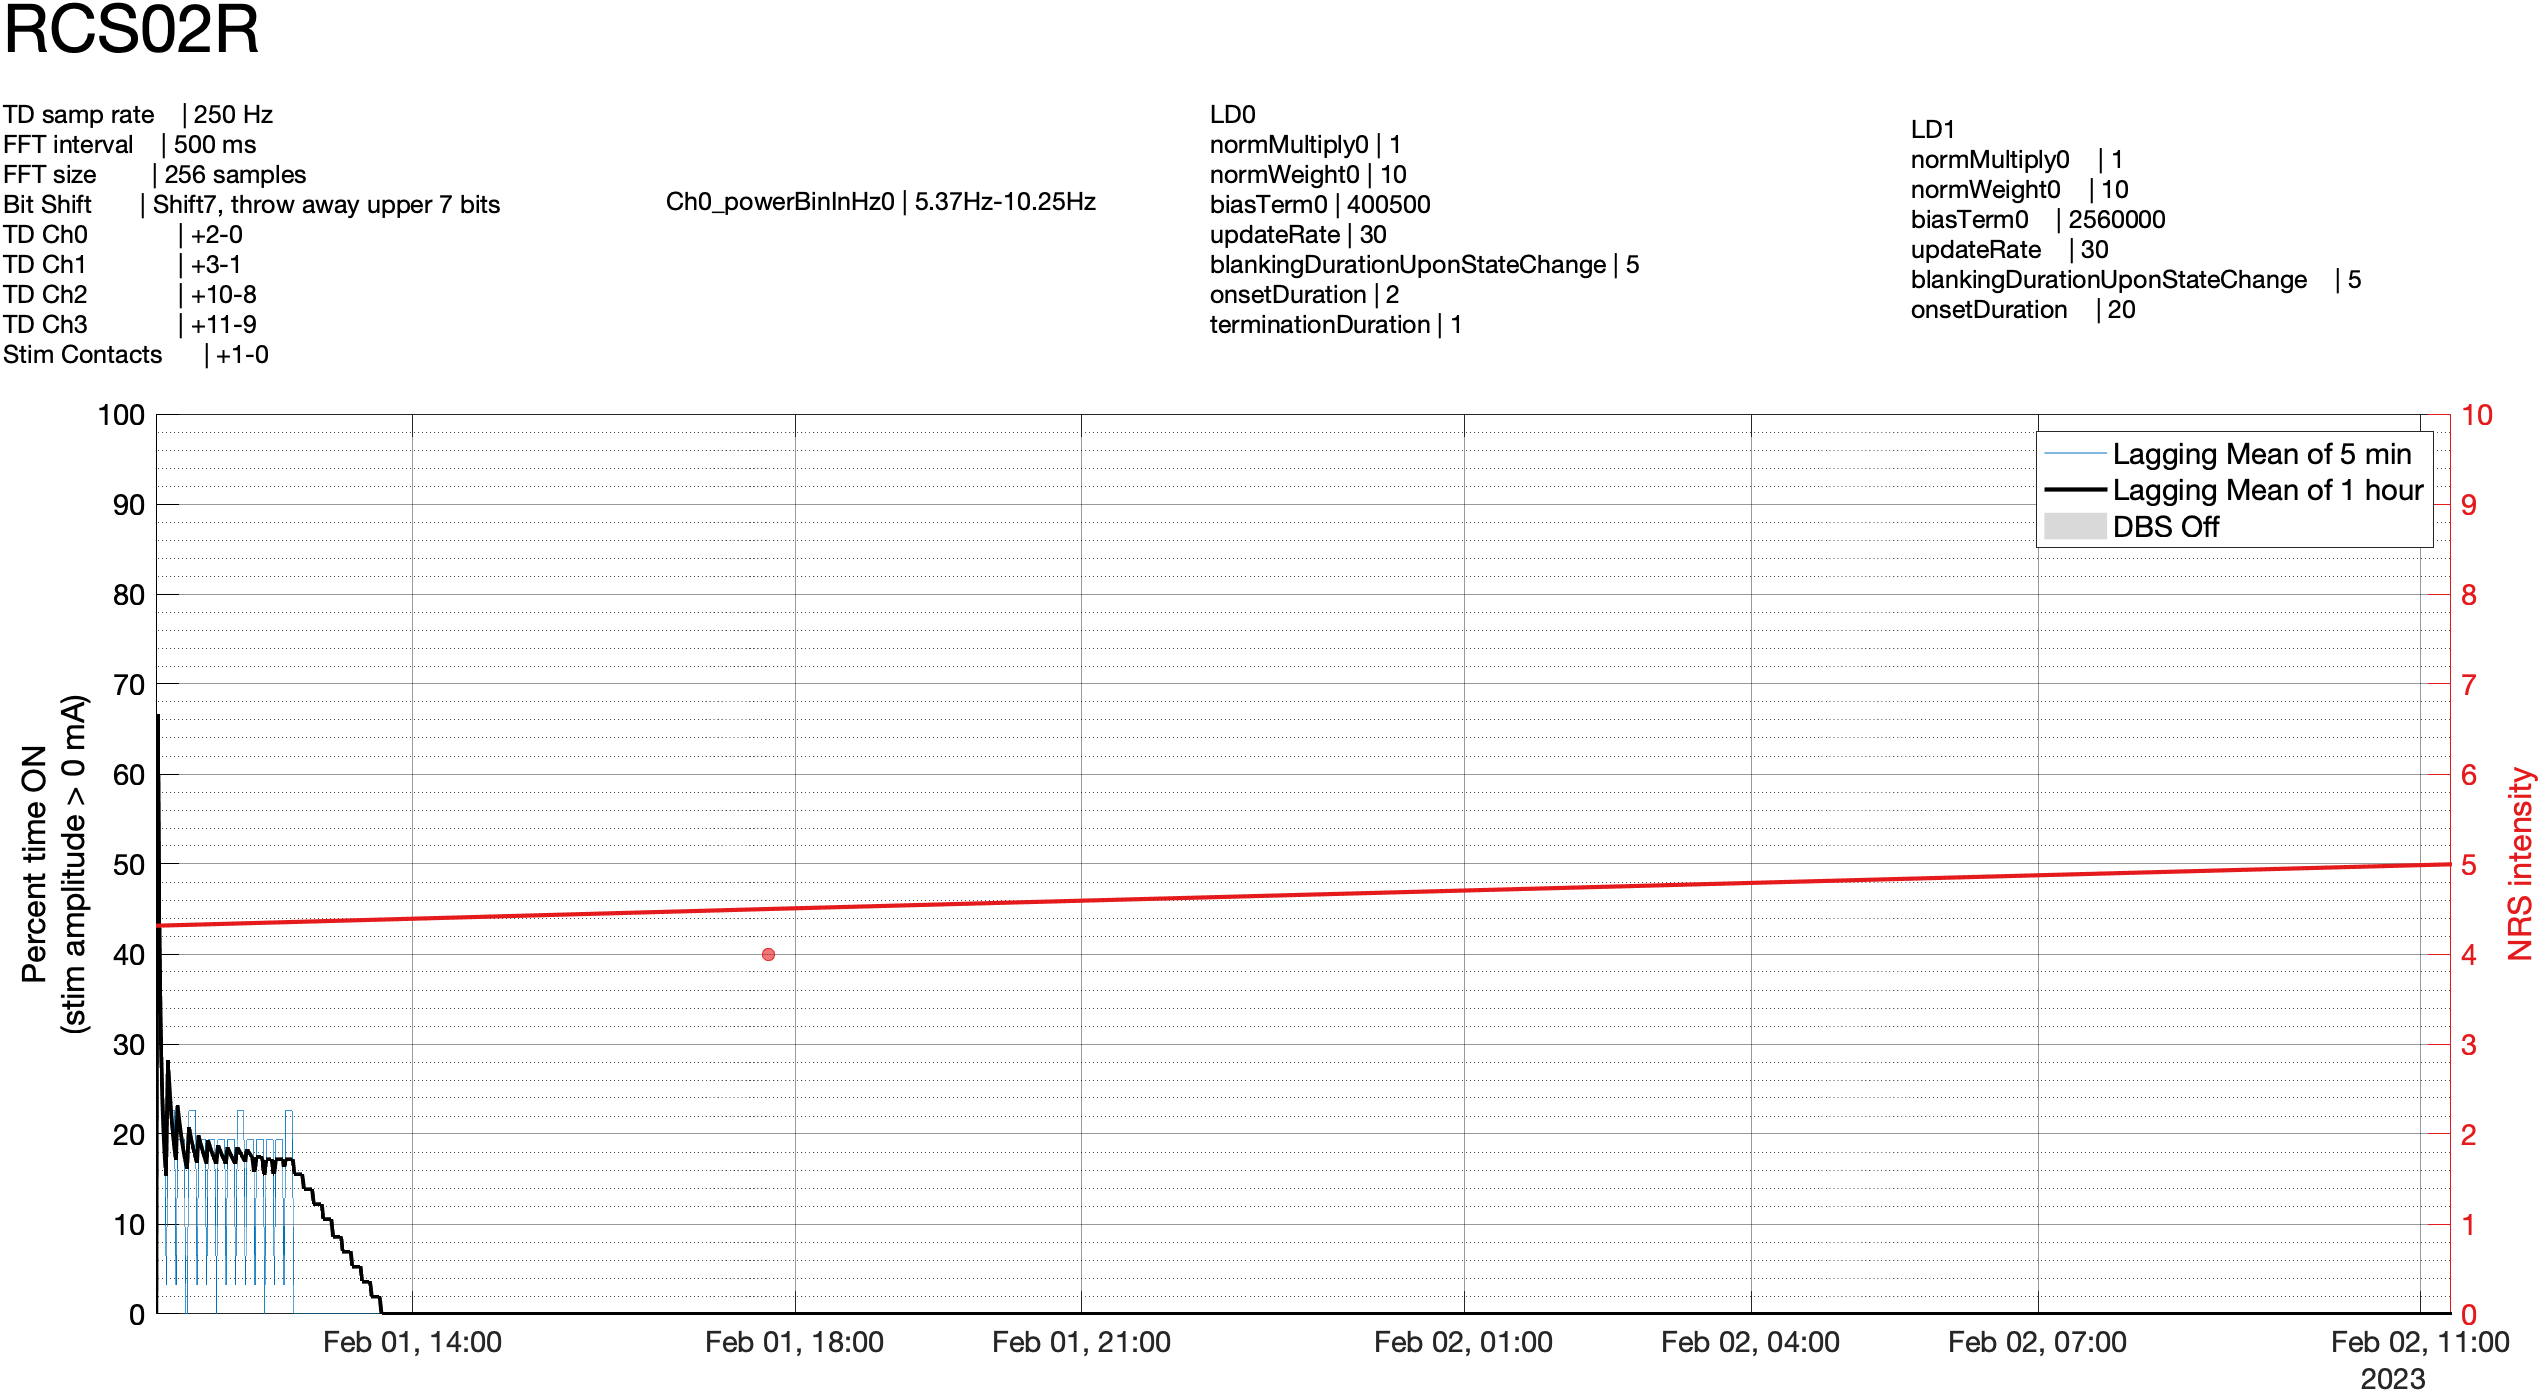 RCS02R
TD samp rate | 250 Hz
FFT interval | 500 ms
FFT size | 256 samples
Bit Shift | Shift7, throw away upper 7 bits
TD Ch0 | +2-0
TD Ch1 | +3-1
TD Ch2 | +10-8
TD Ch3 | +11-9
Stim Contacts | +1-0
Ch0_powerBinInHz0 | 5.37Hz-10.25Hz
LD0
normMultiply0 | 1
normWeight0 | 10
biasTerm0 | 400500
updateRate | 30
blankingDurationUponStateChange | 5
onsetDuration | 2
terminationDuration | 1
LD1
normMultiply0 | 1
normWeight0 | 10
biasTerm0 | 2560000
updateRate | 30
blankingDurationUponStateChange | 5
onsetDuration | 20
Percent time ON
(stim amplitude > 0 mA)
100
90
80
70
60
50
40
30
20
10
0
Lagging Mean of 5 min
Lagging Mean of 1 hour
DBS Off
10
9
8
7
6
5
4
3
2
1
0
NRS intensity
Feb 01, 14:00
Feb 01, 18:00
Feb 01, 21:00
Feb 02, 01:00
Feb 02, 04:00
Feb 02, 07:00
Feb 02, 11:00
2023